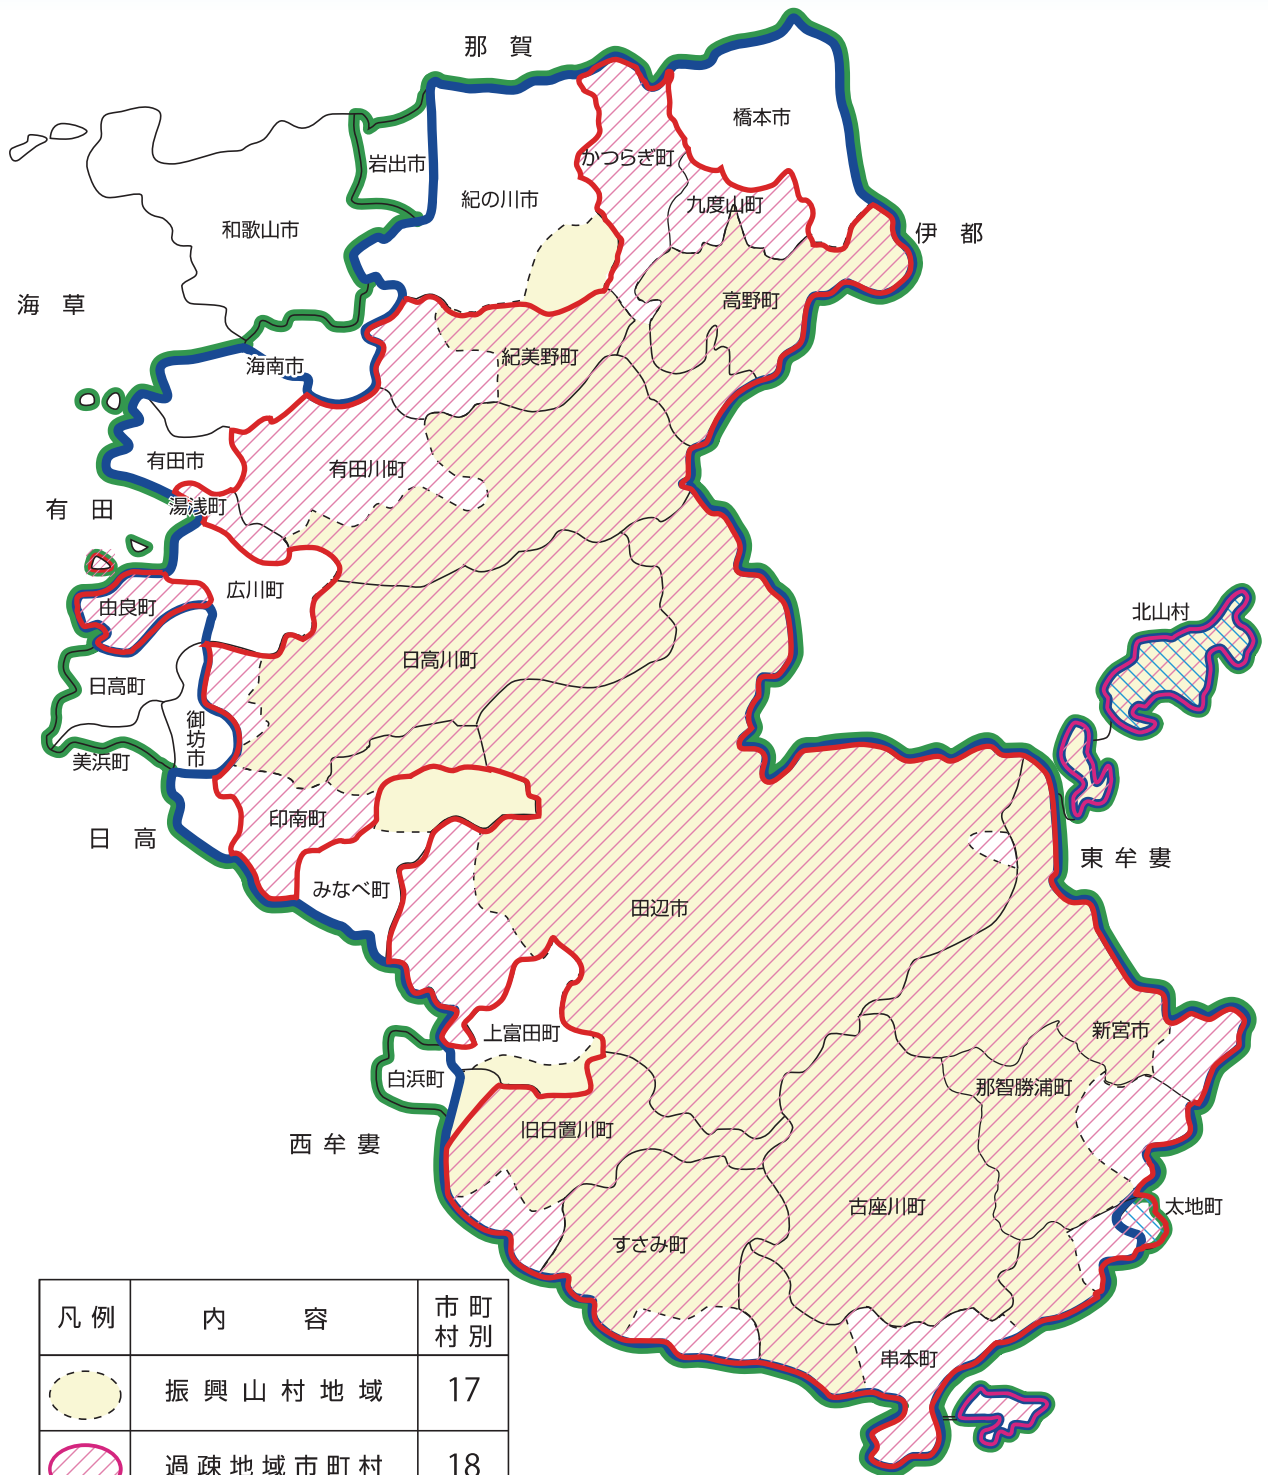 那賀
橋本市
岩出市
かつらぎ町
紀の川市
九度山町
和歌山市
伊都
海草
高野町
紀美野町
海南市
有田市
有田川町
有田
湯浅町
広川町
由良町
北山村
日高川町
日高町
御坊市
美浜町
印南町
日高
東牟婁
みなべ町
田辺市
上富田町
新宮市
白浜町
那智勝浦町
旧日置川町
西牟婁
古座川町
太地町
すさみ町
串本町
凡例 内容 市町村別
振興山村地域 17
過疎地域市町村 18